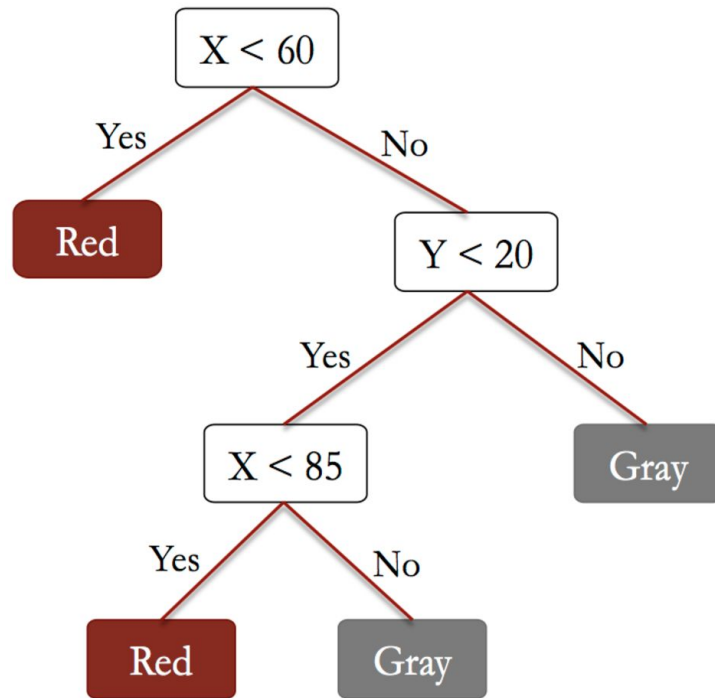 X < 60
Yes
No
Red
Y < 20
Yes
No
X < 85
Gray
Yes
No
Red
Gray